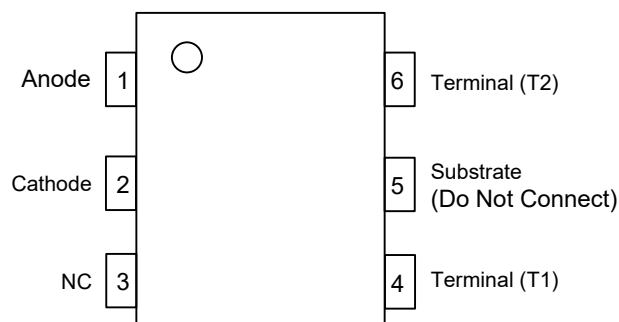 Anode 1
6 Terminal (T2)
Cathode 2
5 Substrate
(Do Not Connect)
NC 3
4 Terminal (T1)